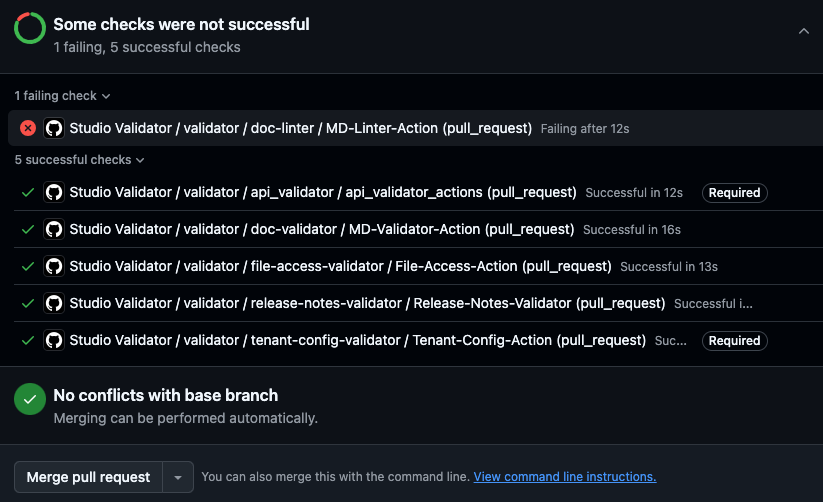 Some checks were not successful
1 failing, 5 successful checks
1 failing check
Studio Validator / validator / doc-linter / MD-Linter-Action (pull_request) Failing after 12s
5 successful checks
Studio Validator / validator / api_validator / api_validator_actions (pull_request) Successful in 12s Required
Studio Validator / validator / doc-validator / MD-Validator-Action (pull_request) Successful in 16s
Studio Validator / validator / file-access-validator / File-Access-Action (pull_request) Successful in 13s
Studio Validator / validator / release-notes-validator / Release-Notes-Validator (pull_request) Successful i...
Studio Validator / validator / tenant-config-validator / Tenant-Config-Action (pull_request) Suc... Required
No conflicts with base branch
Merging can be performed automatically.
Merge pull request You can also merge this with the command line. View command line instructions.